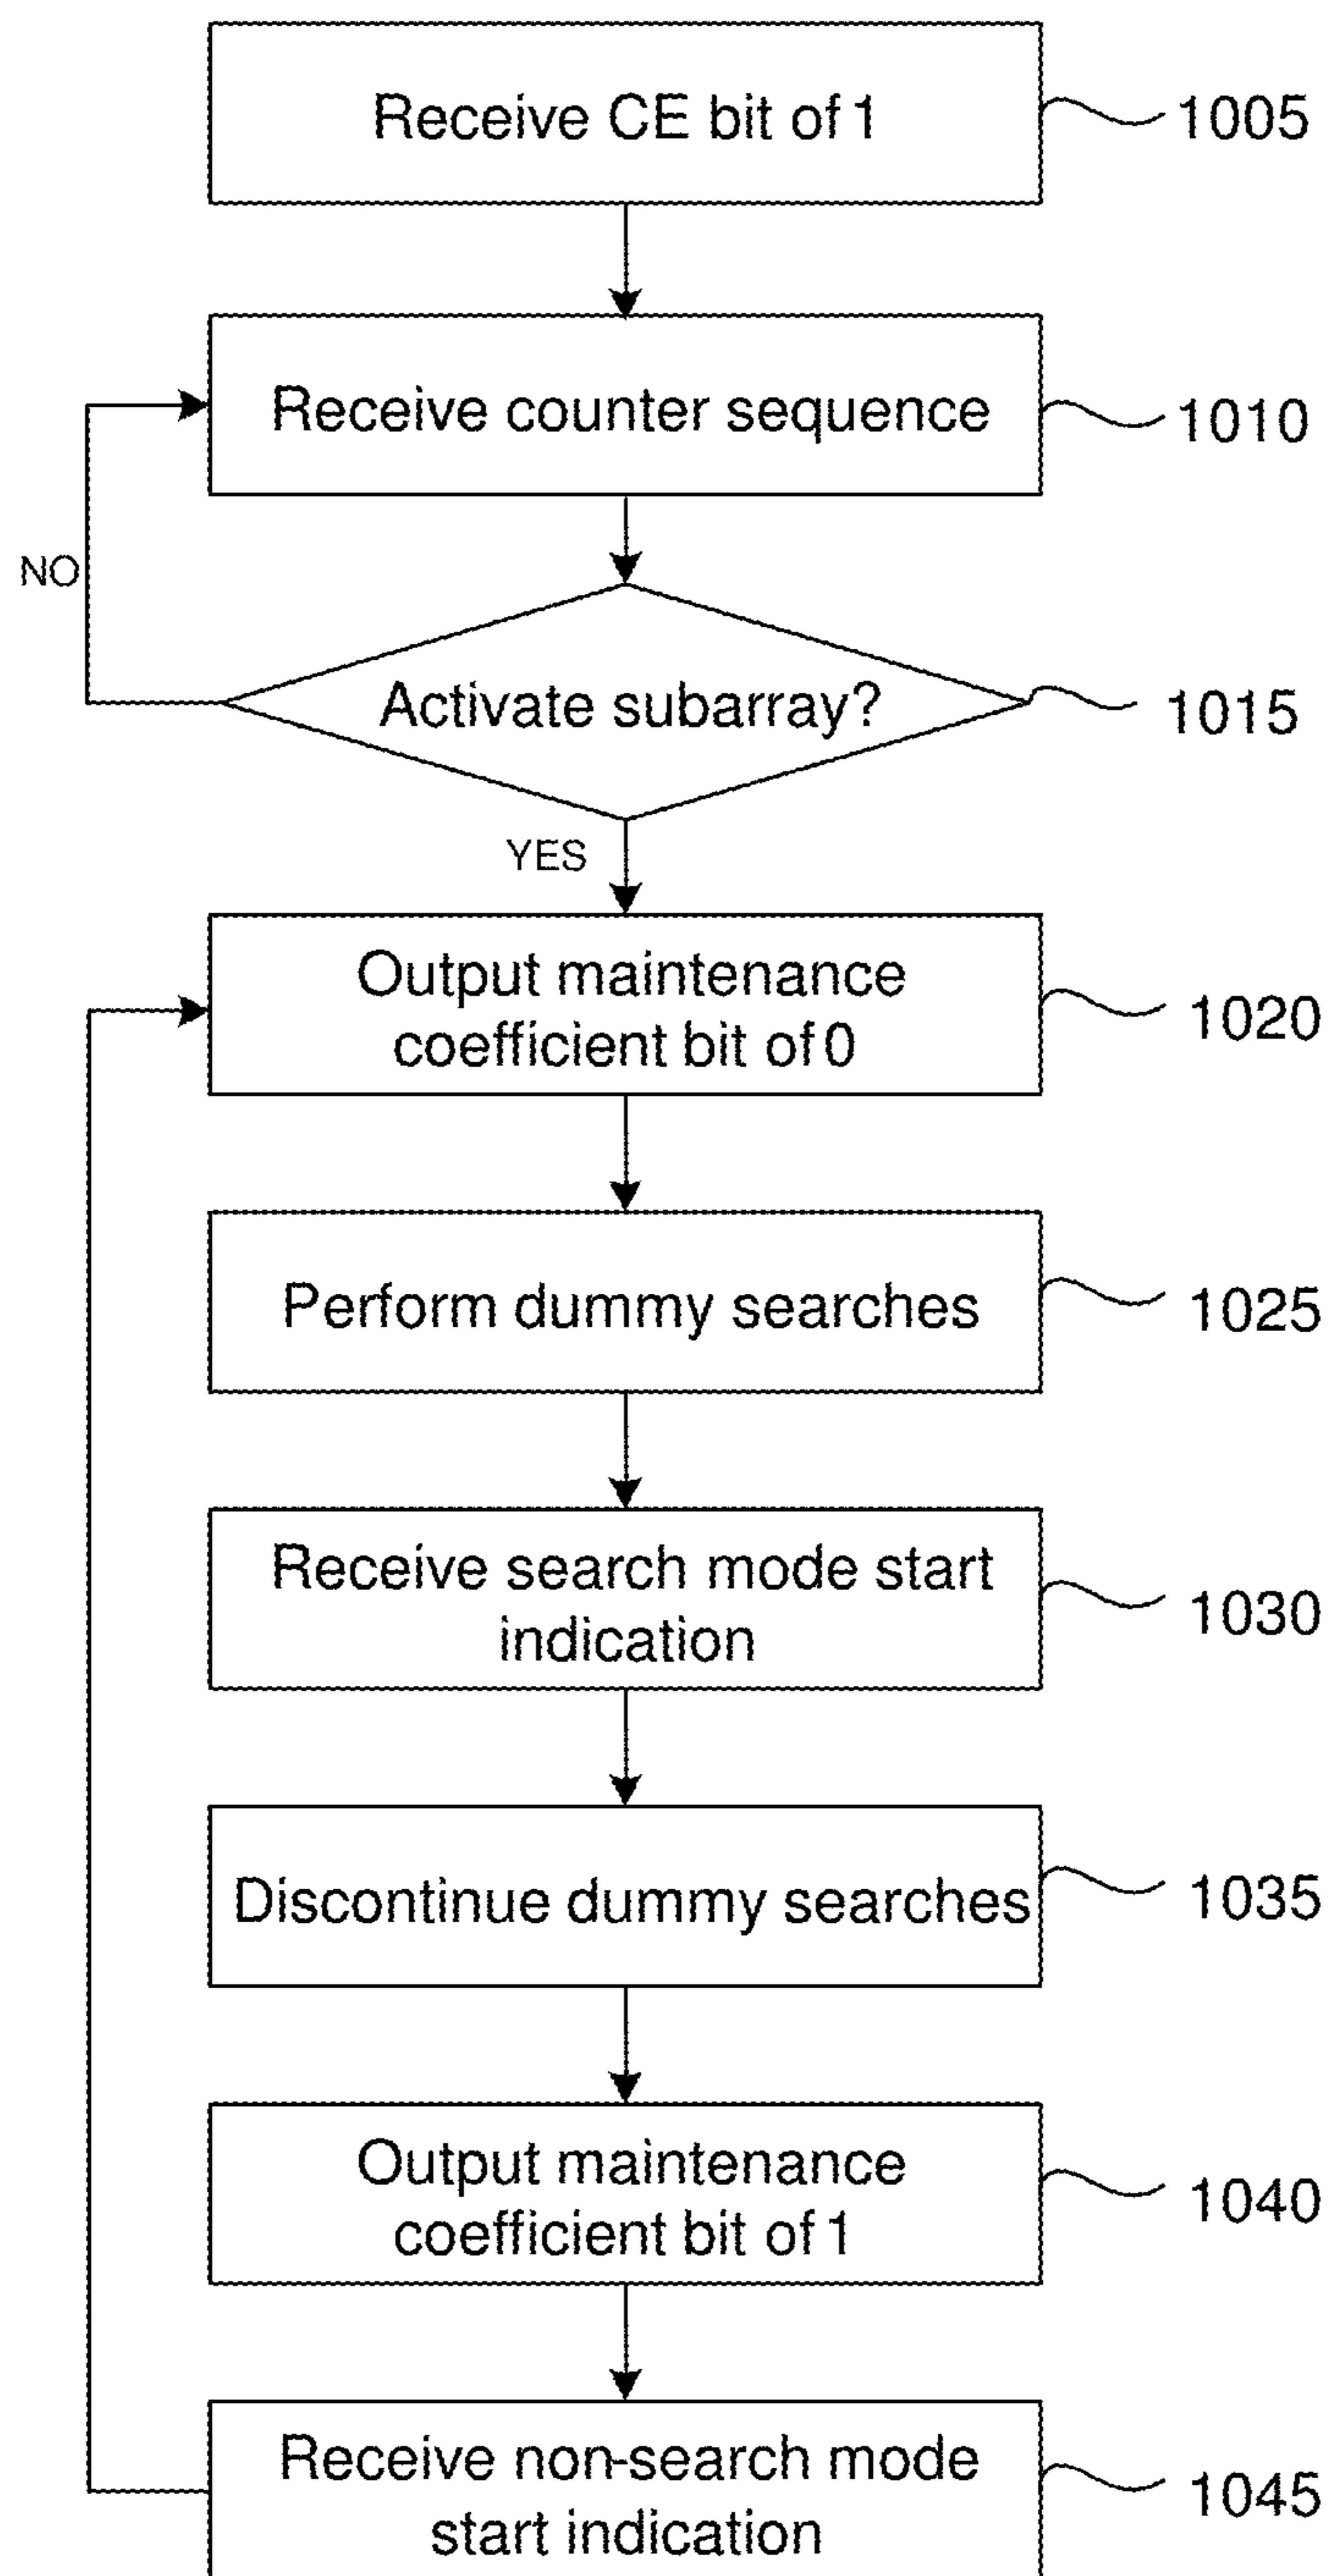 Receive CE bit of 1
1005
Receive counter sequence
1010
NO
Activate subarray?
1015
YES
Output maintenance
coefficient bit of 0
1020
Perform dummy searches
1025
Receive search mode start
indication
1030
Discontinue dummy searches
1035
Output maintenance
coefficient bit of 1
1040
Receive non-search mode
start indication
1045